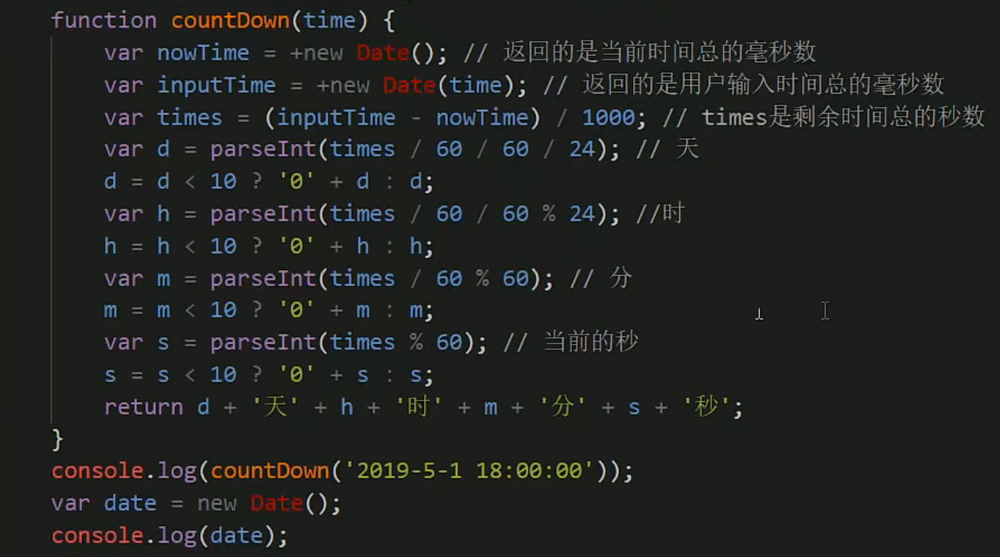 function countDown(time) {
var nowTime = +new Date(); // 返回的是当前时间总的毫秒数
var inputTime = +new Date(time); // 返回的是用户输入时间总的毫秒数
var times = (inputTime - nowTime) / 1000; // times是剩余时间总的秒数
var d = parseInt(times / 60 / 60 / 24); // 天
d = d < 10 ? '0' + d : d;
var h = parseInt(times / 60 / 60 % 24); //时
h = h < 10 ? '0' + h : h;
var m = parseInt(times / 60 % 60); // 分
m = m < 10 ? '0' + m : m;
var s = parseInt(times % 60); // 当前的秒
s = s < 10 ? '0' + s : s;
return d + '天' + h + '时' + m + '分' + s + '秒';
}
console.log(countDown('2019-5-1 18:00:00'));
var date = new Date();
console.log(date);